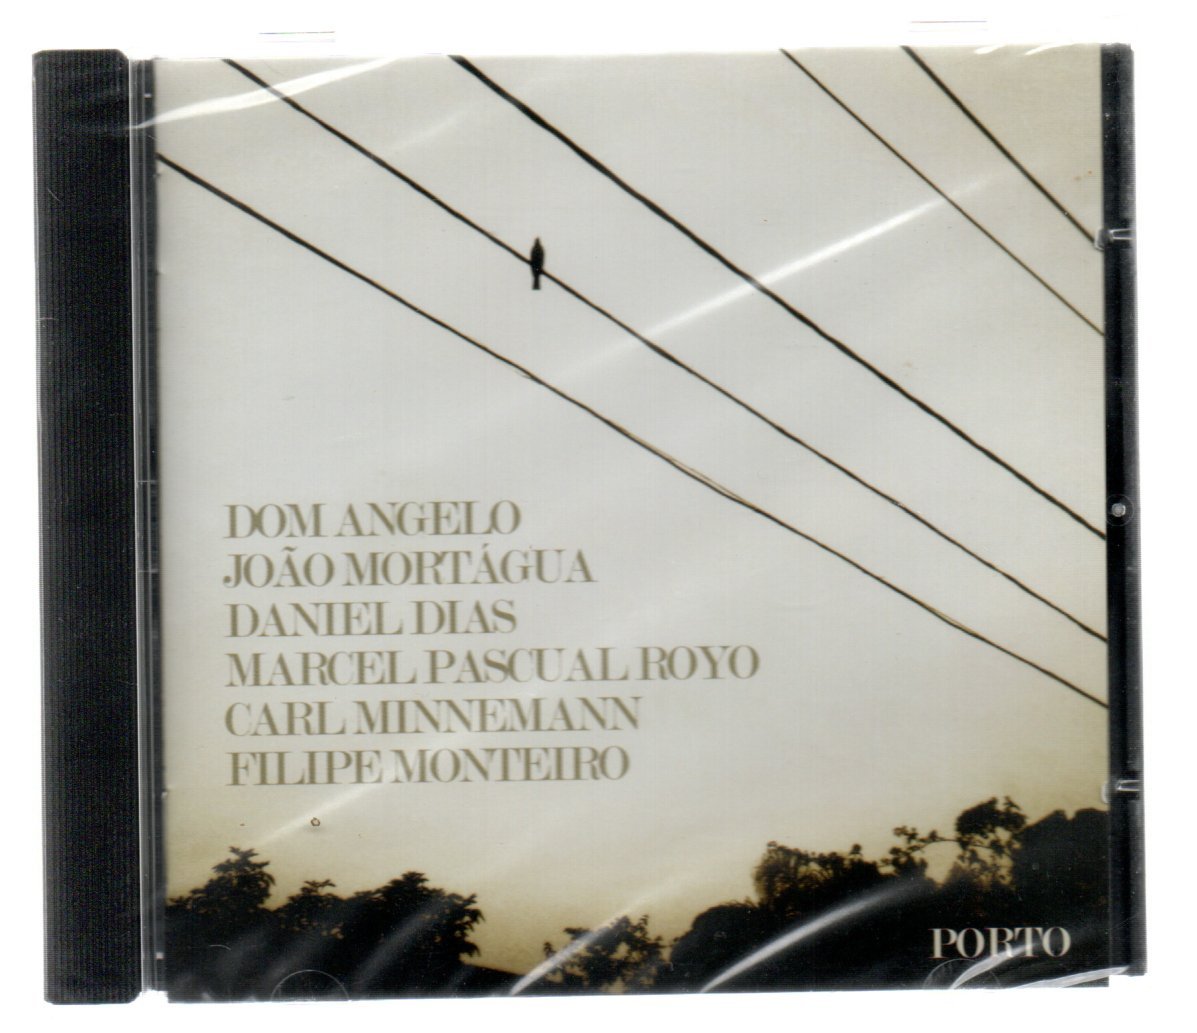 DOM ANGELO
JOÃO MORTÁGUA
DANIEL DIAS
MARCEL PASCUAL ROYO
CARL MINNEMANN
FILIPE MONTEIRO
PORTO